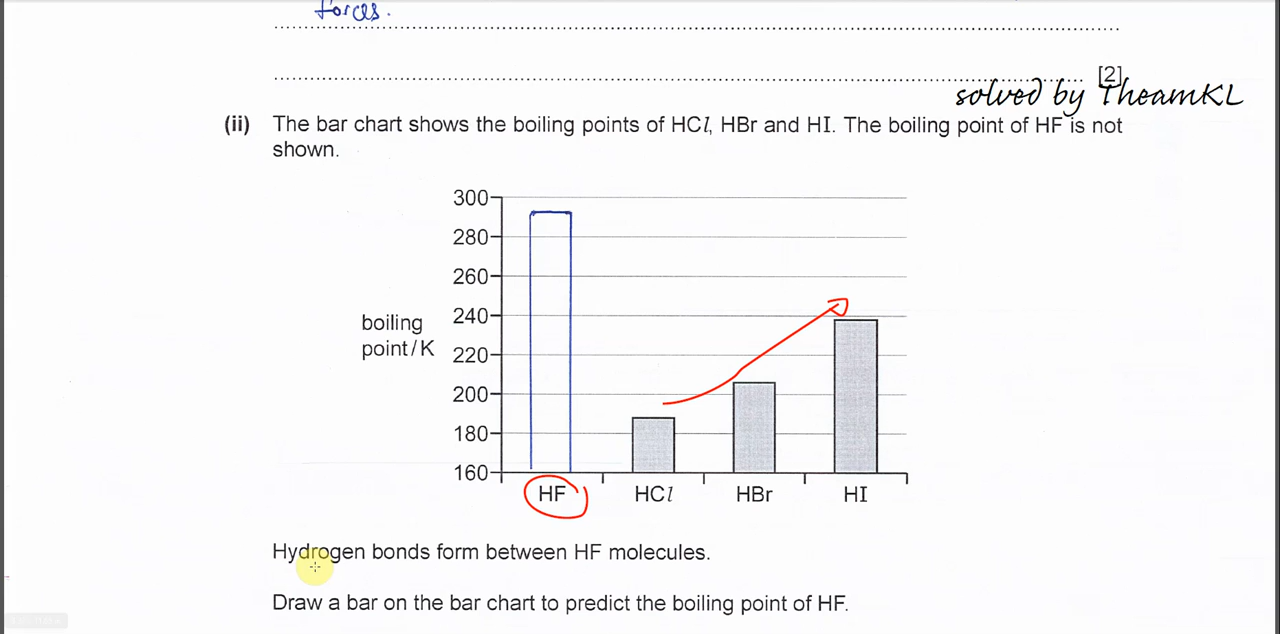 forces.
[2]
solved by TheamKL
(ii) The bar chart shows the boiling points of HCl, HBr and HI. The boiling point of HF is not
shown.
300
280
260
240
220
200
180
160
boiling
point/K
HF HCl HBr HI
Hydrogen bonds form between HF molecules.
Draw a bar on the bar chart to predict the boiling point of HF.